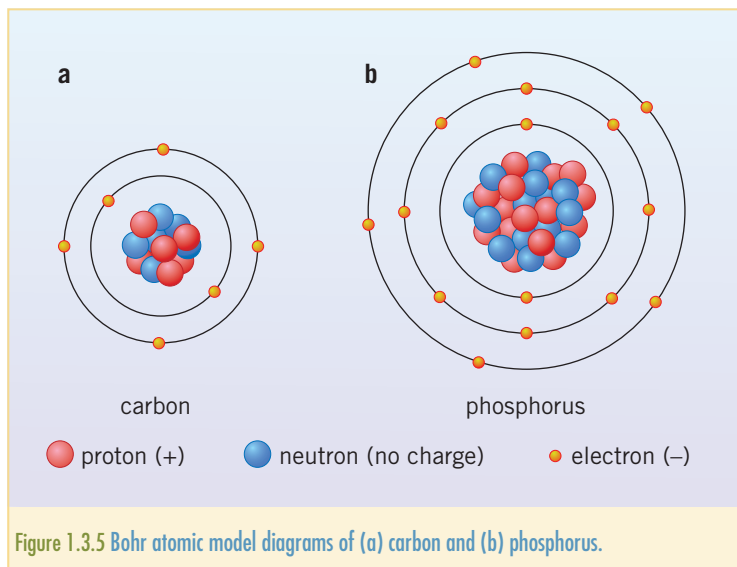 a
b
carbon
phosphorus
proton (+)
neutron (no charge)
electron (–)
Figure 1.3.5 Bohr atomic model diagrams of (a) carbon and (b) phosphorus.